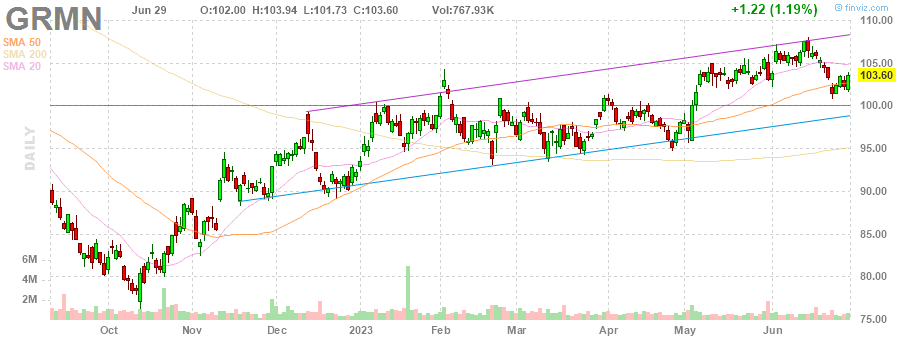 GRMN
Jun 29
O:102.00 H:103.94 L:101.73 C:103.60 Vol:767.93K
+1.22 (1.19%)
© finviz.com
SMA 50
SMA 200
SMA 20
DAILY
110.00
105.00
103.60
100.00
95.00
90.00
85.00
80.00
75.00
6M
4M
2M
Oct Nov Dec 2023 Feb Mar Apr May Jun